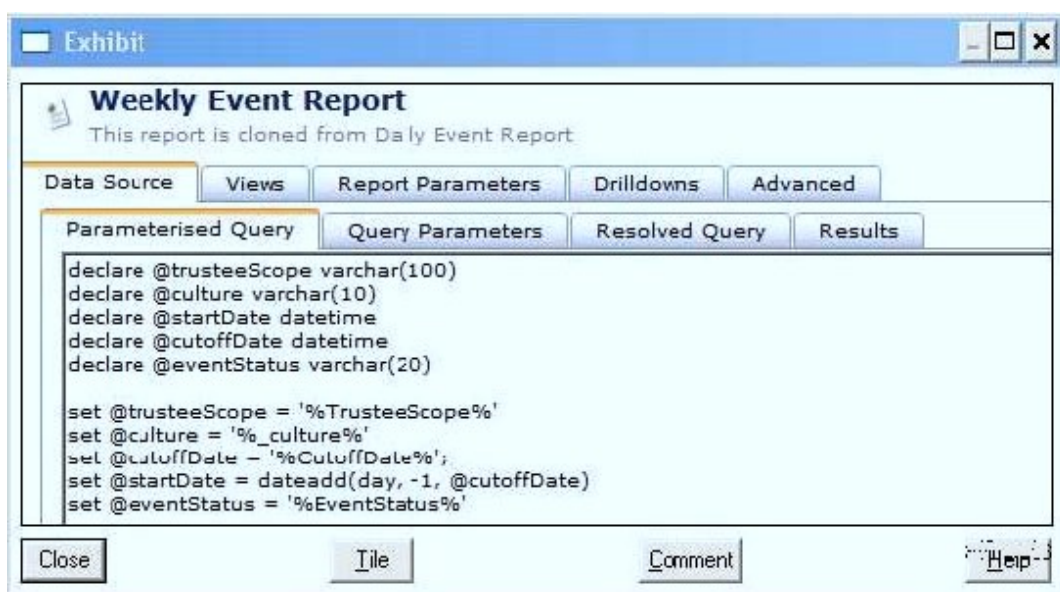 Exhibit
Weekly Event Report
This report is cloned from Daily Event Report
Data Source Views Report Parameters Drilldowns Advanced
Parameterised Query Query Parameters Resolved Query Results
declare @trusteeScope varchar(100)
declare @culture varchar(10)
declare @startDate datetime
declare @cutoffDate datetime
declare @eventStatus varchar(20)
set @trusteeScope = '%TrusteeScope%'
set @culture = '%_culture%'
set @cutoffDate = '%CutoffDate%';
set @startDate = dateadd(day, -1, @cutoffDate)
set @eventStatus = '%EventStatus%'
Close Tile Comment Help